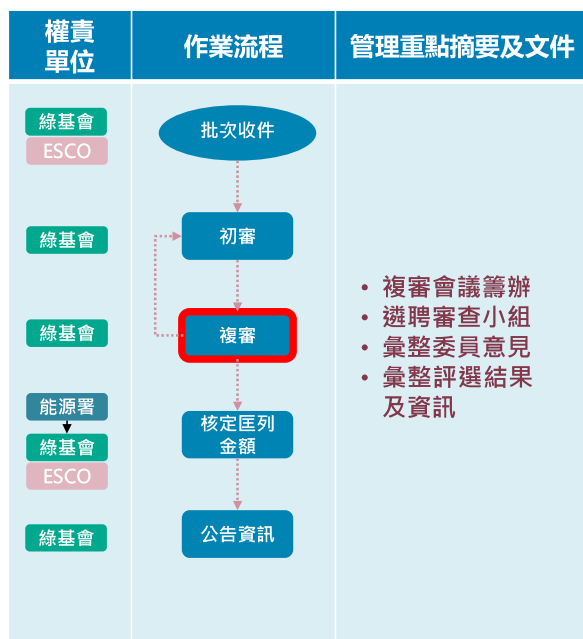 權責
單位
作業流程
管理重點摘要及文件
綠基會
ESCO
批次收件
綠基會
初審
綠基會
複審
• 複審會議籌辦
• 遴聘審查小組
• 彙整委員意見
• 彙整評選結果
及資訊
能源署
綠基會
ESCO
核定匡列
金額
綠基會
公告資訊